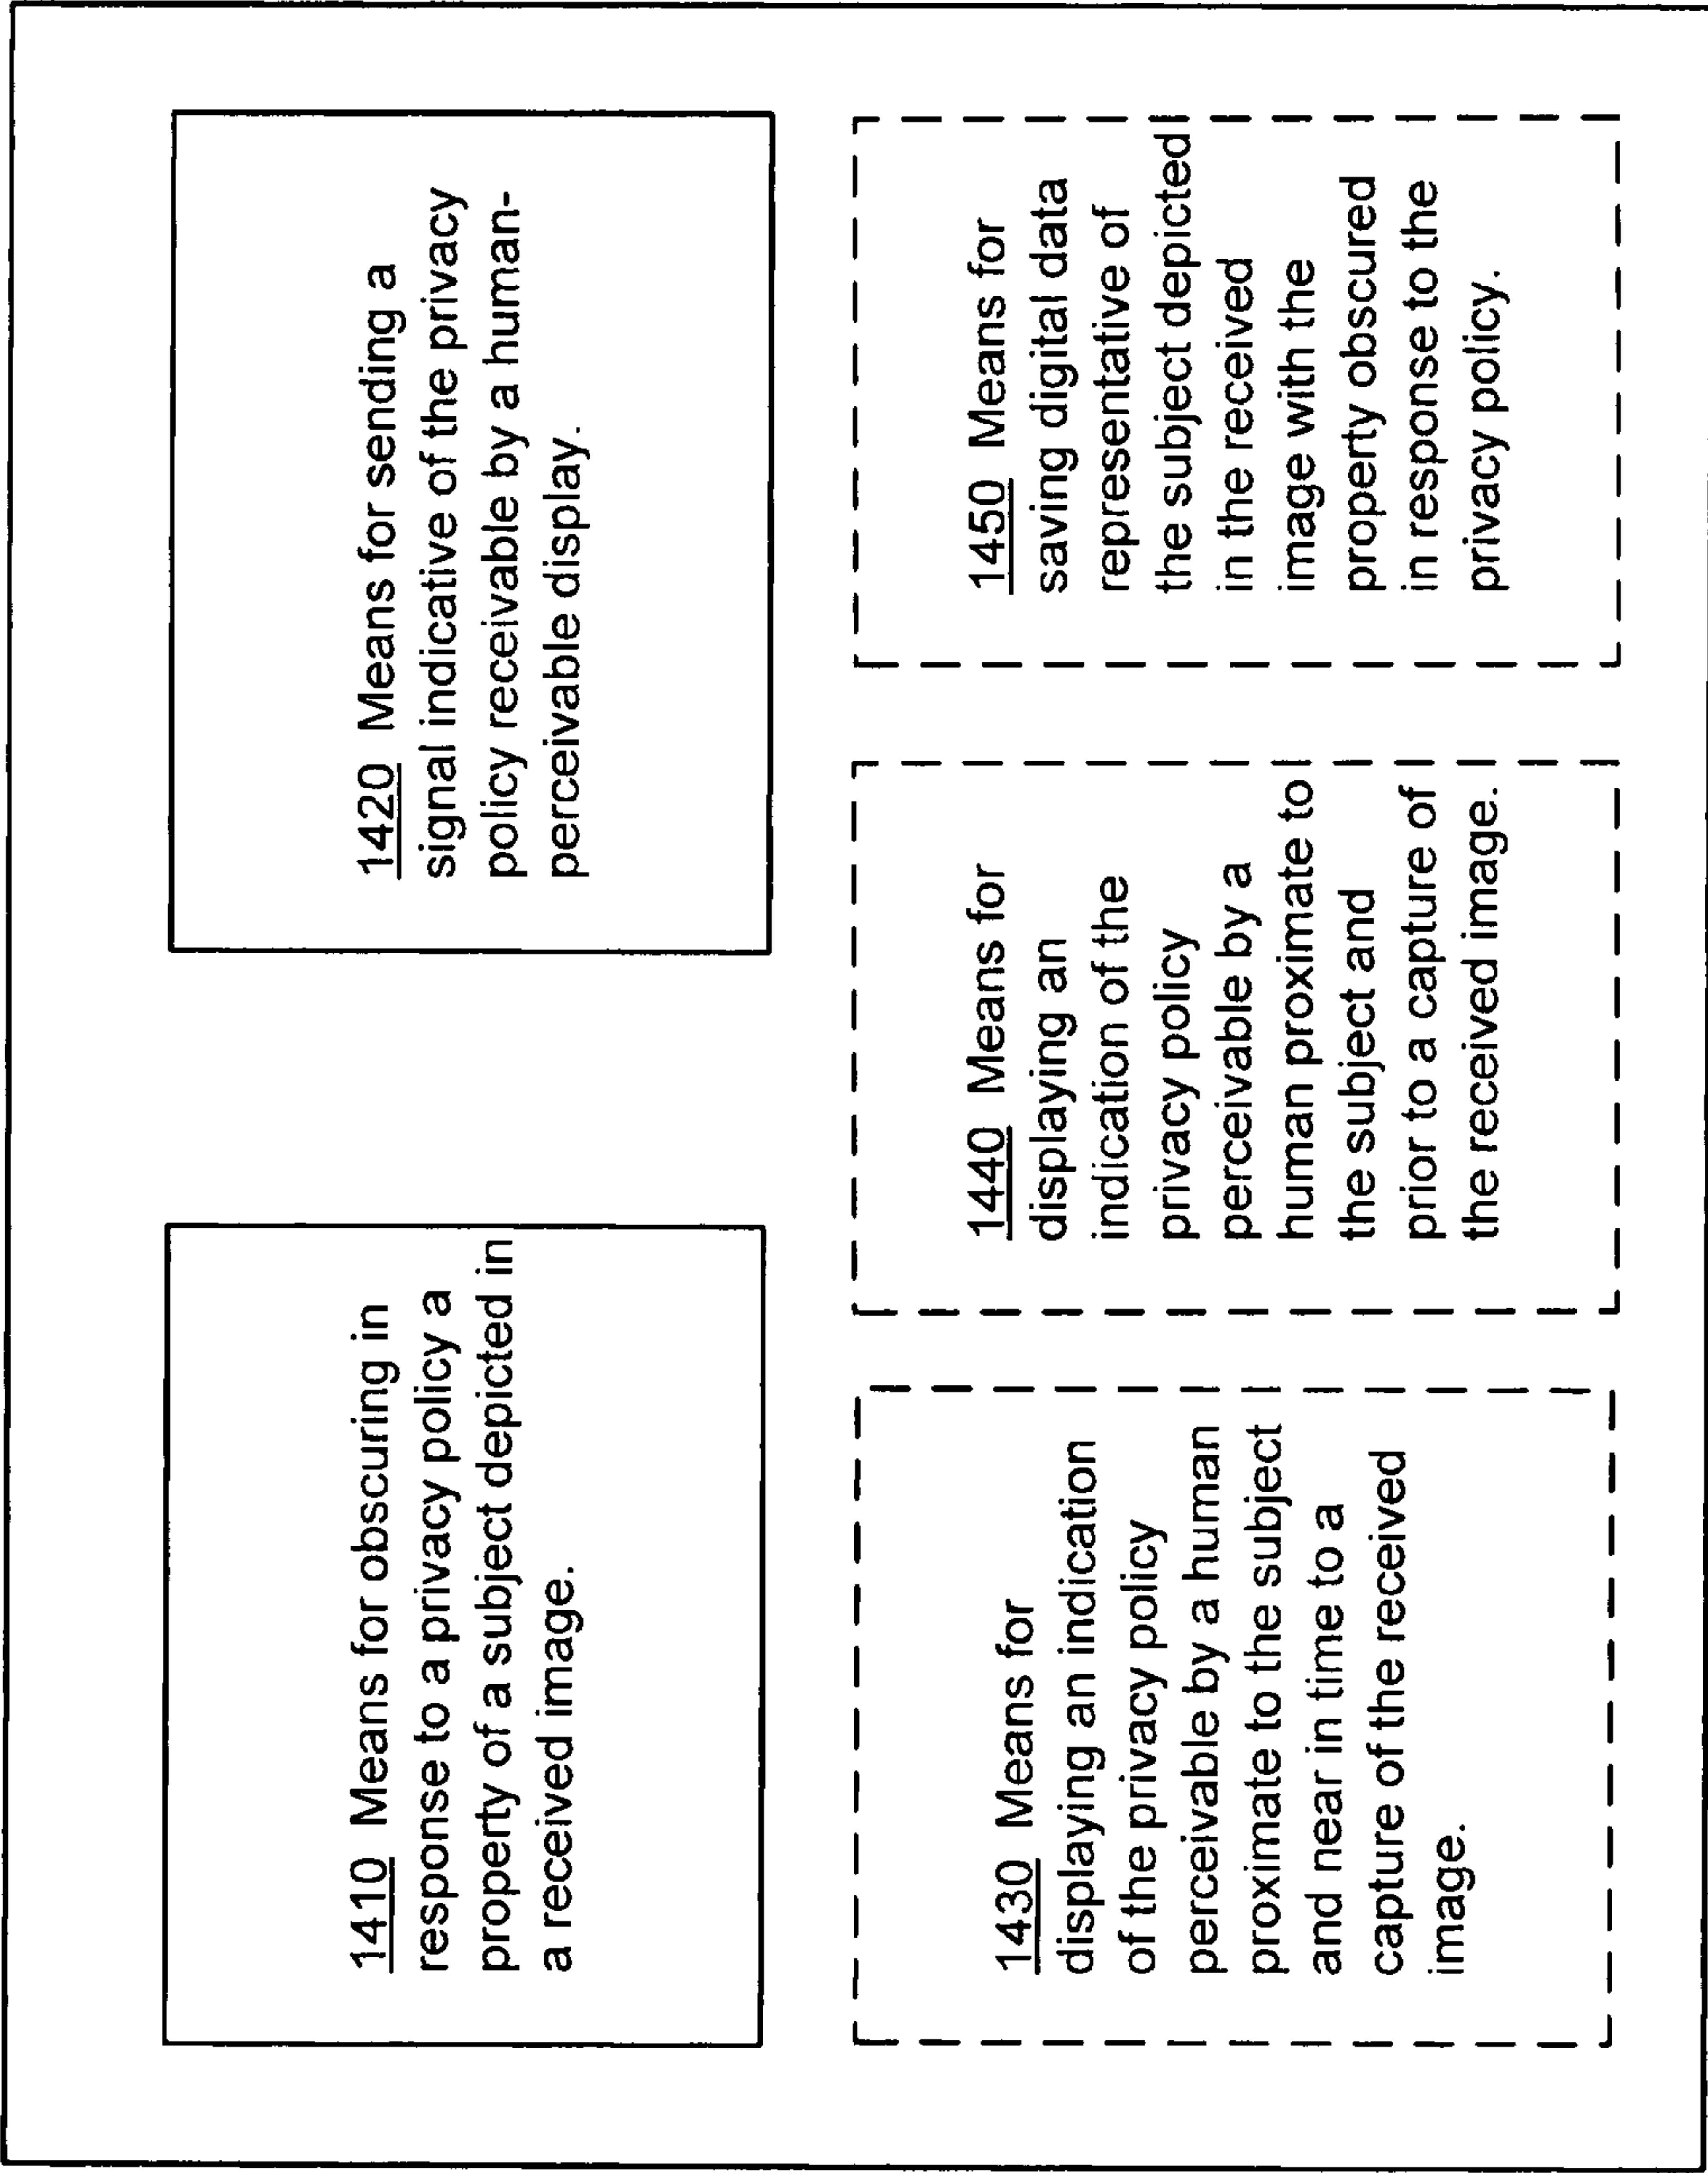 1410 Means for obscuring in
response to a privacy policy a
property of a subject depicted in
a received image.
1420 Means for sending a
signal indicative of the privacy
policy receivable by a human-
perceivable display.
1430 Means for
displaying an indication
of the privacy policy
perceivable by a human
proximate to the subject
and near in time to a
capture of the received
image.
1440 Means for
displaying an
indication of the
privacy policy
perceivable by a
human proximate to
the subject and
prior to a capture of
the received image.
1450 Means for
saving digital data
representative of
the subject depicted
in the received
image with the
property obscured
in response to the
privacy policy.